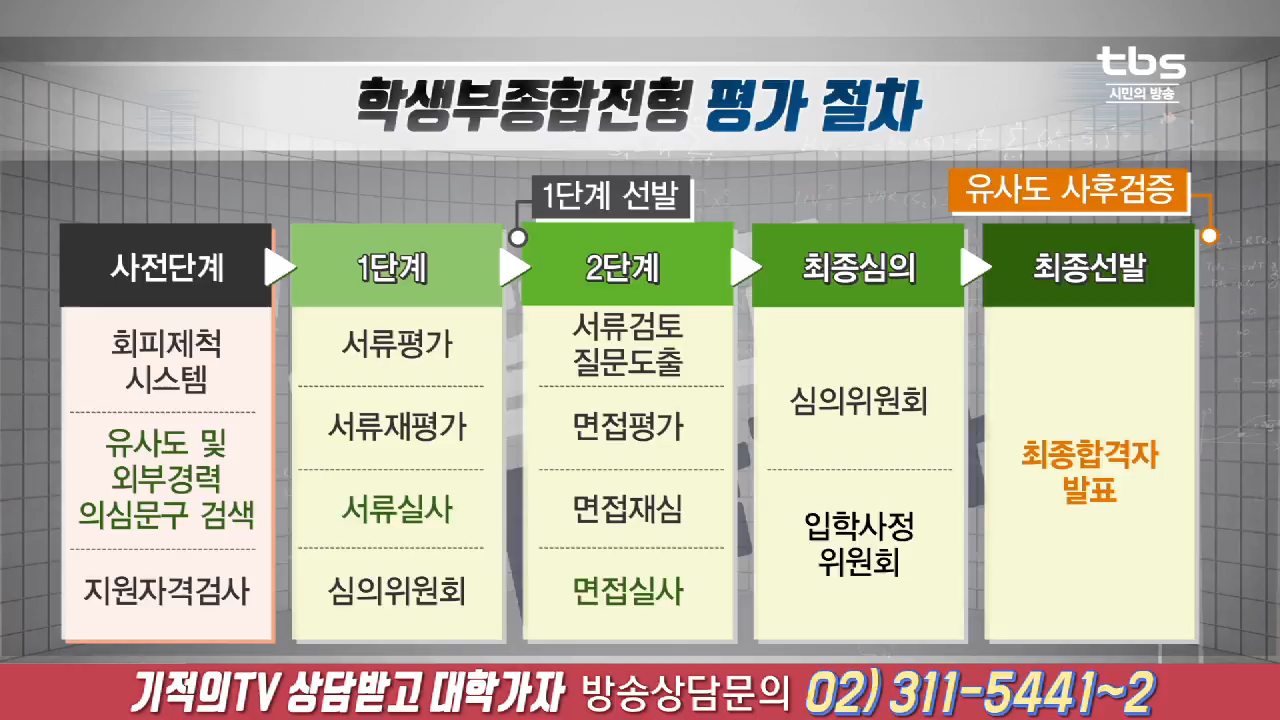 tbs
시민의 방송
학생부종합전형 평가 절차
1단계 선발
유사도 사후검증
사전단계
회피제척
시스템
유사도 및
외부경력
의심문구 검색
지원자격검사
1단계
서류평가
서류재평가
서류실사
심의위원회
2단계
서류검토
질문도출
면접평가
면접재심
면접실사
최종심의
심의위원회
입학사정
위원회
최종선발
최종합격자
발표
기적의TV 상담받고 대학가자 방송상담문의 02) 311-5441~2